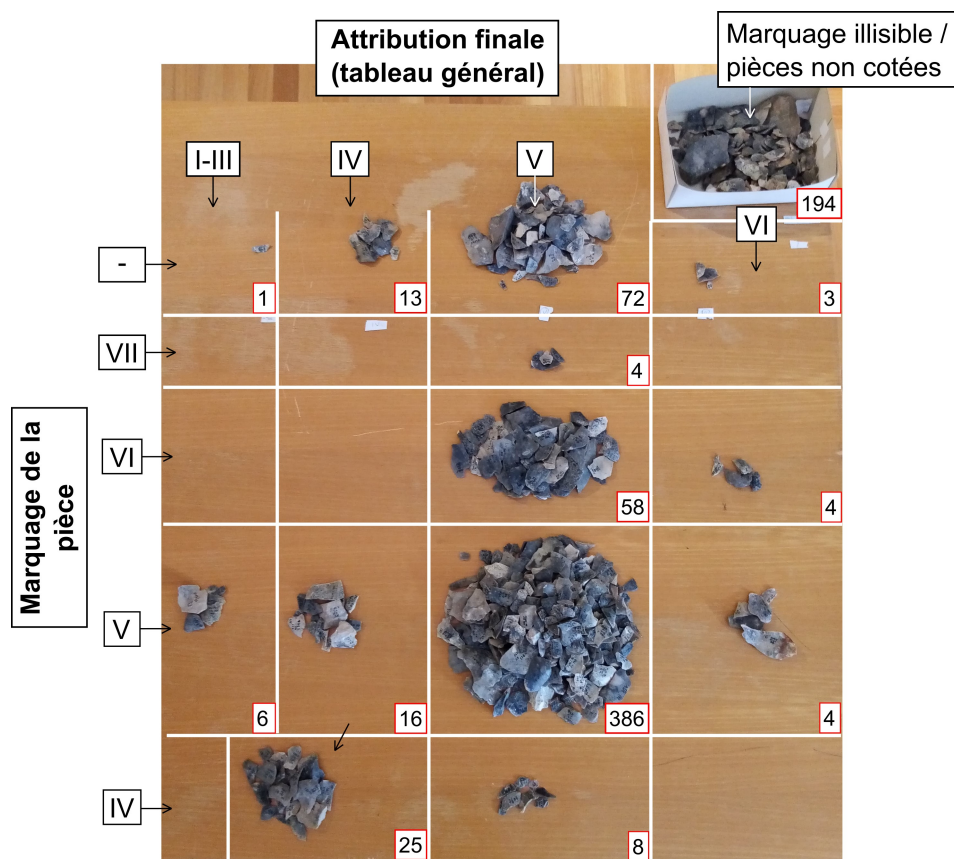 Attribution finale
(tableau général)
Marquage illisible /
pièces non cotées
I-III
IV
V
194
VI
-
1
13
72
3
VII
4
Marquage de la
pièce
VI
58
4
V
6
16
386
4
IV
25
8